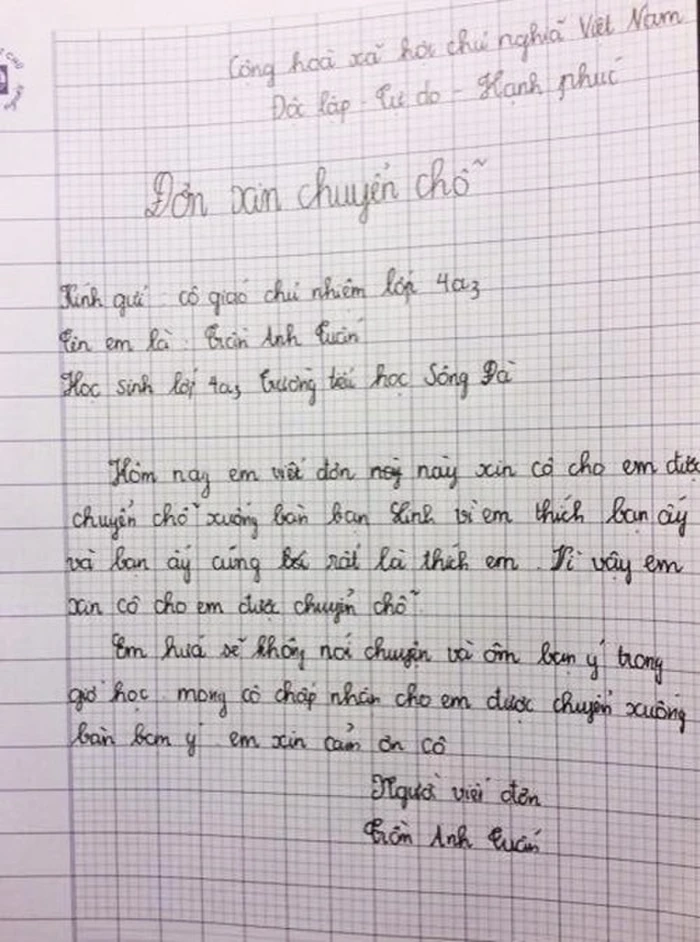 Cộng hoà xã hội chủ nghĩa Việt Nam
Độc lập - Tự do - Hạnh phúc
Đơn xin chuyển chỗ
Kính gửi: cô giáo chủ nhiệm lớp 4a3
Tên em là: Trần Anh Tuấn
Học sinh lớp 4a3 trường tiểu học Sông Đà
Hôm nay em viết đơn này xin cô cho em được
chuyển chỗ xuống bàn bạn Linh vì em thích bạn ấy
và bạn ấy cũng rất là thích em. Vì vậy em
xin cô cho em được chuyển chỗ.
Em huá sẽ không nói chuyện và ôm bạn ý trong
giờ học. mong cô chấp nhận cho em được chuyển xuống
bàn bạn ý. em xin cảm ơn cô
Người viết đơn
Trần Anh Tuấn